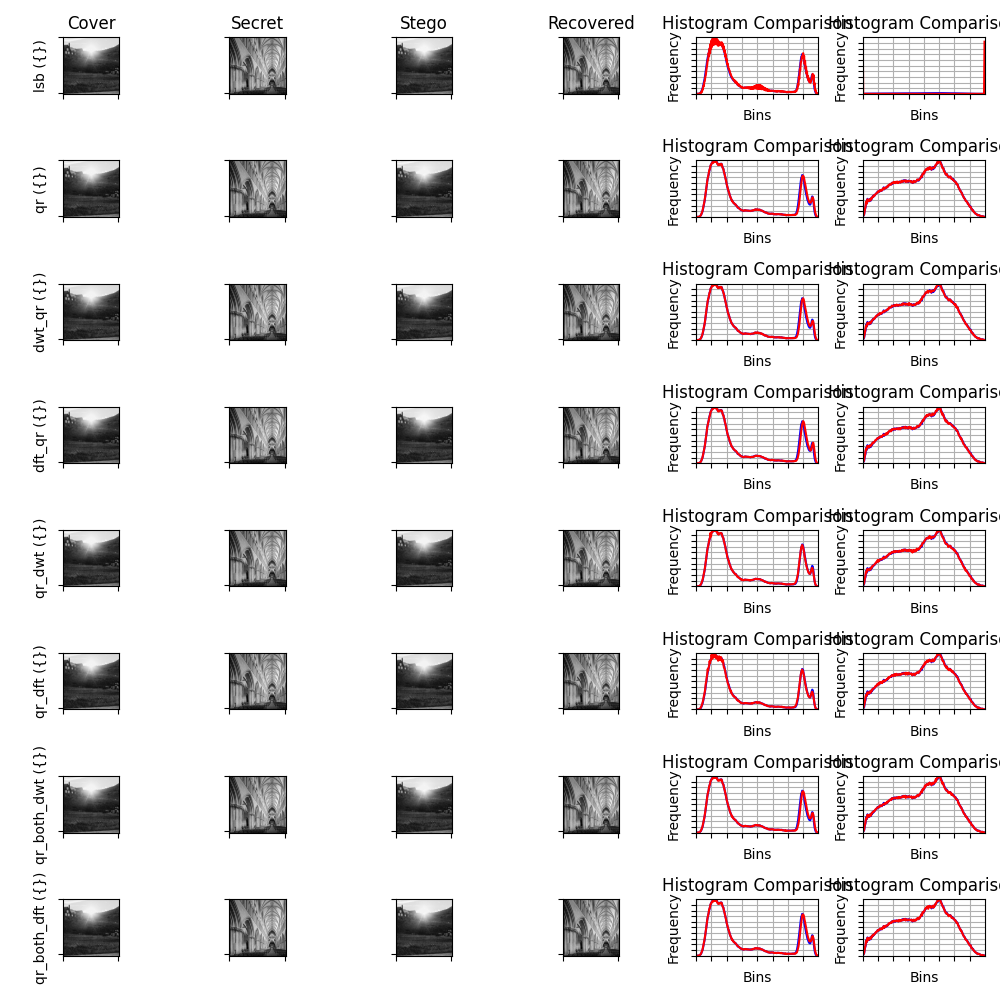 Cover Secret Stego Recovered Histogram Comparison Histogram Comparis
lsb ({}) Frequency Frequency
Bins Bins
Histogram Comparison Histogram Comparis
qr ({}) Frequency Frequency
Bins Bins
Histogram Comparison Histogram Comparis
dwt_qr ({}) Frequency Frequency
Bins Bins
Histogram Comparison Histogram Comparis
dft_qr ({}) Frequency Frequency
Bins Bins
Histogram Comparison Histogram Comparis
qr_dwt ({}) Frequency Frequency
Bins Bins
Histogram Comparison Histogram Comparis
qr_dft ({}) Frequency Frequency
Bins Bins
Histogram Comparison Histogram Comparis
qr_both_dwt ({}) Frequency Frequency
Bins Bins
Histogram Comparison Histogram Comparis
qr_both_dft ({}) Frequency Frequency
Bins Bins